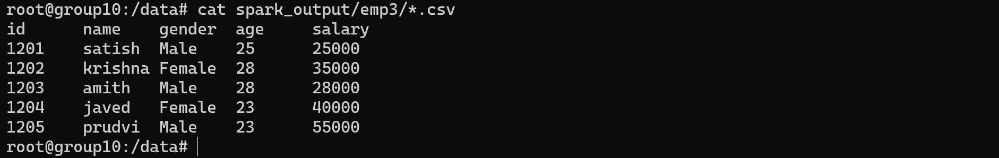 root@group10:/data# cat spark_output/emp3/*.csv
id      name    gender  age     salary
1201    satish  Male    25      25000
1202    krishna Female  28      35000
1203    amith   Male    28      28000
1204    javed   Female  23      40000
1205    prudvi  Male    23      55000
root@group10:/data#